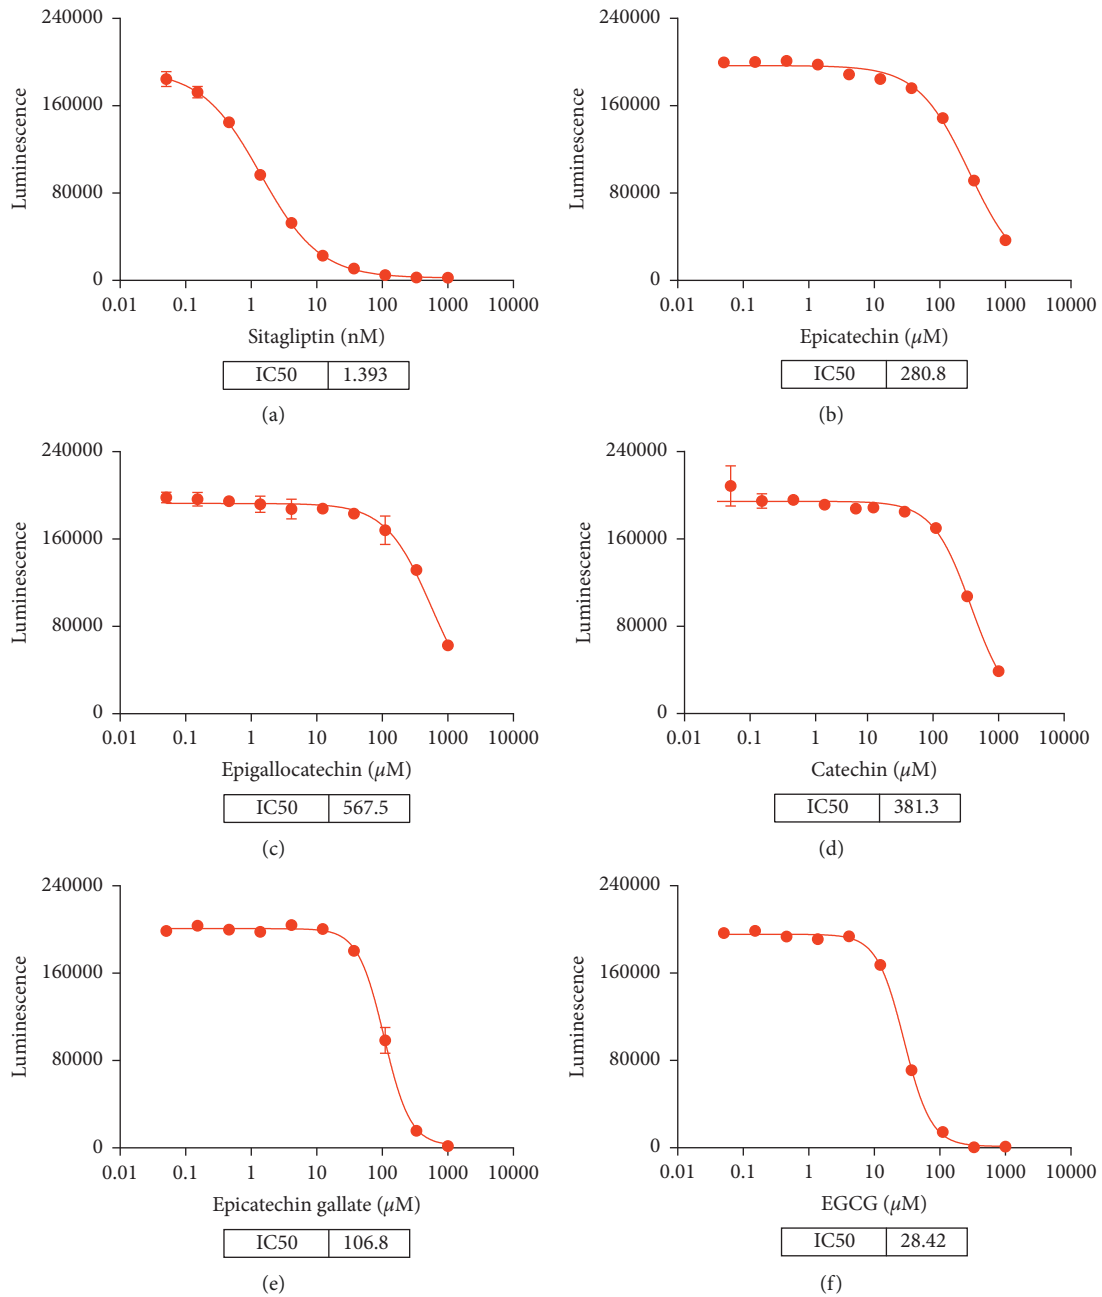 240000
160000
80000
0
Luminescence
0.01 0.1 1 10 100 1000 10000
Sitagliptin (nM)
IC50 1.393
(a)
240000
160000
80000
0
Luminescence
0.01 0.1 1 10 100 1000 10000
Epicatechin (µM)
IC50 280.8
(b)
240000
160000
80000
0
Luminescence
0.01 0.1 1 10 100 1000 10000
Epigallocatechin (µM)
IC50 567.5
(c)
240000
160000
80000
0
Luminescence
0.01 0.1 1 10 100 1000 10000
Catechin (µM)
IC50 381.3
(d)
240000
160000
80000
0
Luminescence
0.01 0.1 1 10 100 1000 10000
Epicatechin gallate (µM)
IC50 106.8
(e)
240000
160000
80000
0
Luminescence
0.01 0.1 1 10 100 1000 10000
EGCG (µM)
IC50 28.42
(f)